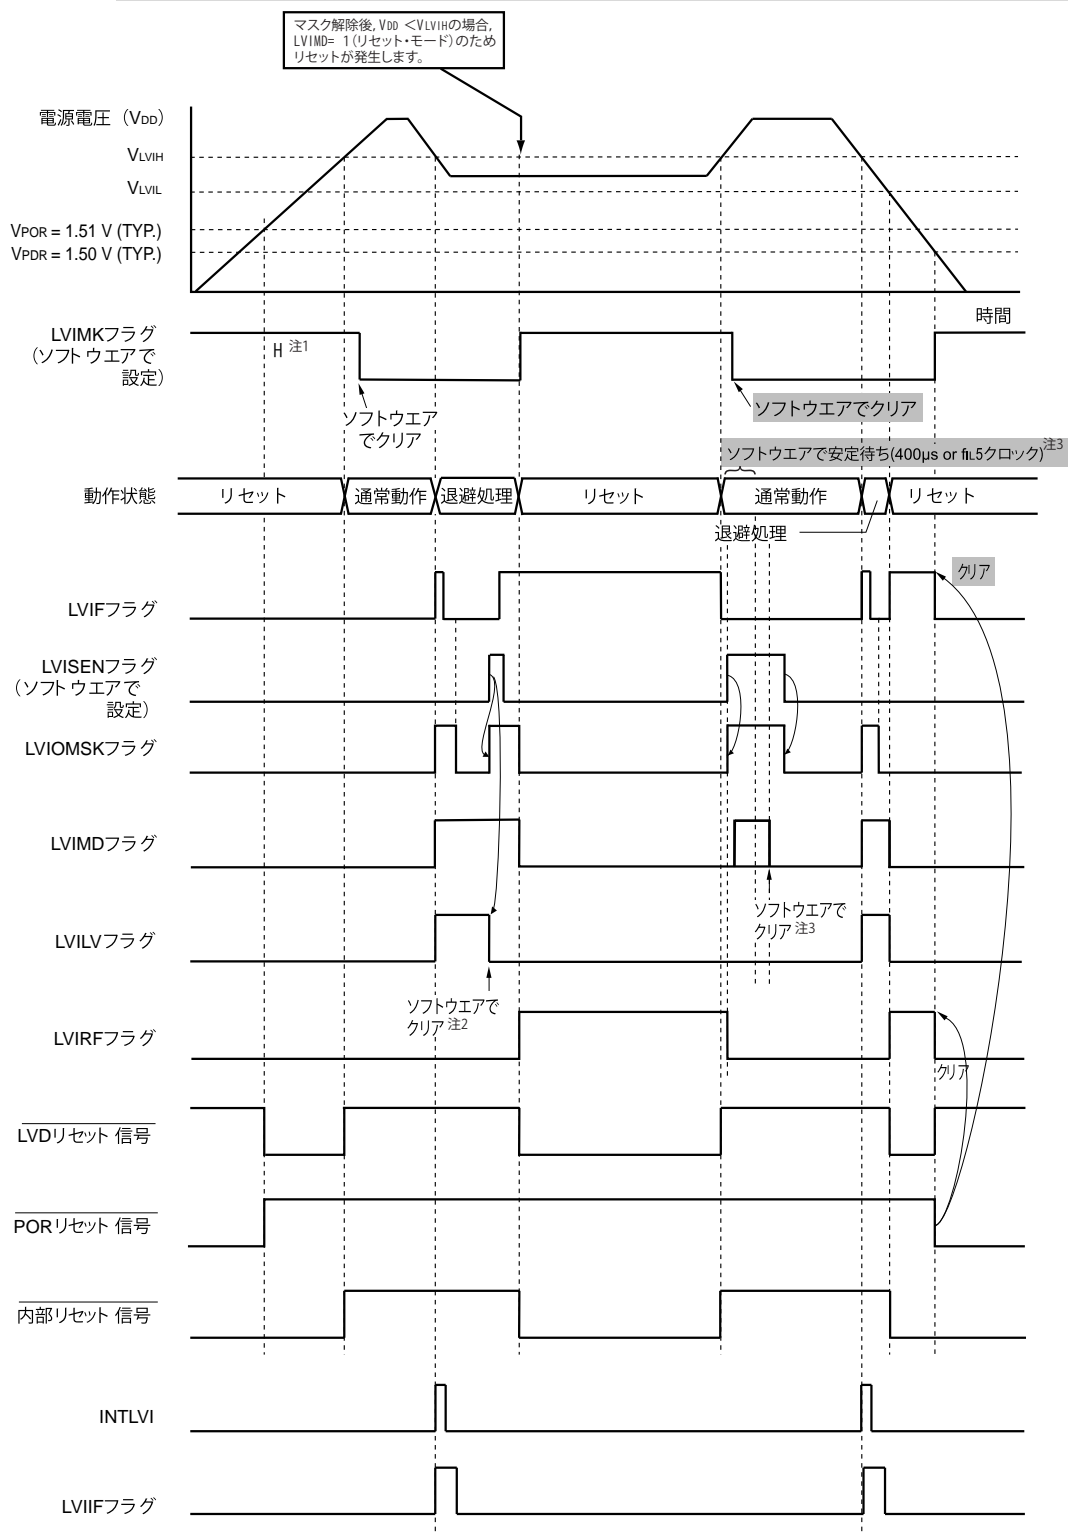 マスク解除後, VDD <VLVIHの場合,
LVIMD= 1(リセット・モード)のため
リセットが発生します。
電源電圧（VDD）
VLVIH
VLVIL
VPOR = 1.51 V (TYP.)
VPDR = 1.50 V (TYP.)
時間
LVIMKフラグ
（ソフトウエアで
設定）
H 注1
ソフトウエア
でクリア
ソフトウエアでクリア
ソフトウエアで安定待ち(400μs or fIL5クロック)注3
動作状態
リセット
通常動作
退避処理
リセット
通常動作
リセット
退避処理
クリア
LVIFフラグ
LVISENフラグ
（ソフトウエアで
設定）
LVIOMSKフラグ
LVIMDフラグ
ソフトウエアで
クリア 注3
LVILVフラグ
ソフトウエアで
クリア 注2
LVIRFフラグ
クリア
LVDリセット 信号
PORリセット 信号
内部リセット 信号
INTLVI
LVIIFフラグ